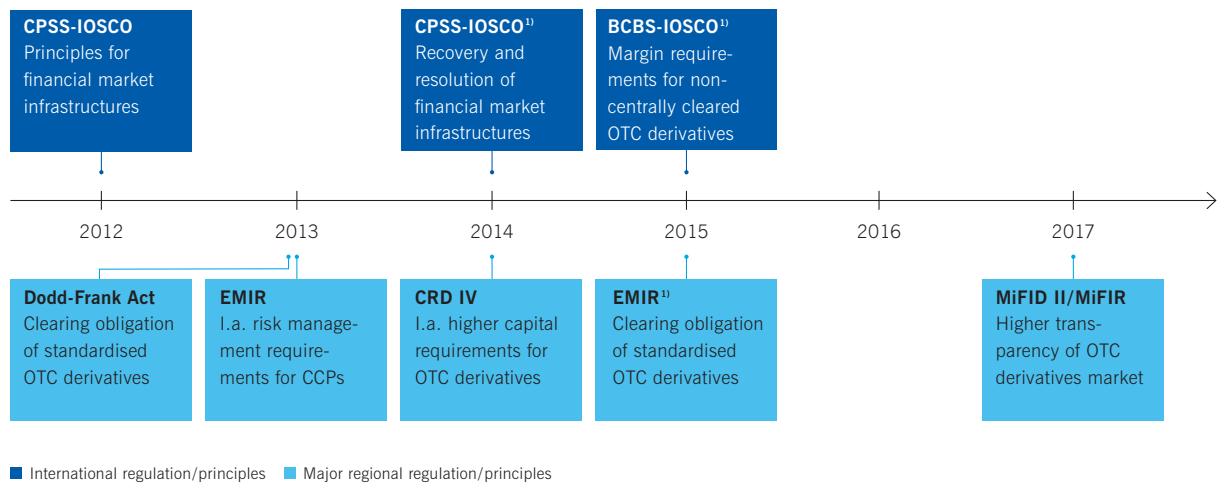 CPSS-IOSCO
Principles for
financial market
infrastructures
CPSS-IOSCO¹⁾
Recovery and
resolution of
financial market
infrastructures
BCBS-IOSCO¹⁾
Margin require-
ments for non-
centrally cleared
OTC derivatives
2012
2013
2014
2015
2016
2017
Dodd-Frank Act
Clearing obligation
of standardised
OTC derivatives
EMIR
I.a. risk manage-
ment require-
ments for CCPs
CRD IV
I.a. higher capital
requirements for
OTC derivatives
EMIR¹⁾
Clearing obligation
of standardised
OTC derivatives
MiFID II/MiFIR
Higher trans-
parency of OTC
derivatives market
International regulation/principles
Major regional regulation/principles